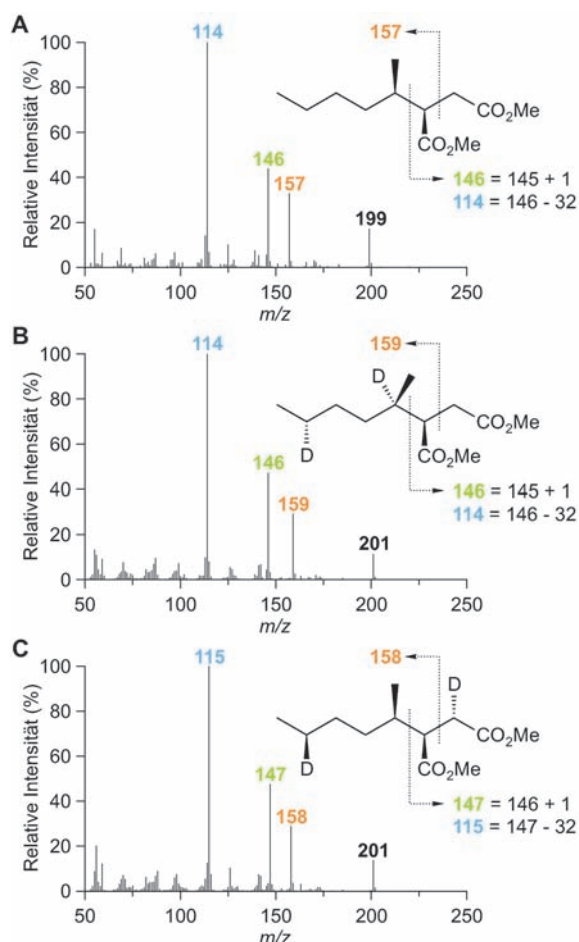 A
Relative Intensität (%)
100
80
60
40
20
0
114
146
157
199
50
100
150
200
250
m/z
157
CO₂Me
CO₂Me
146 = 145 + 1
114 = 146 - 32
B
Relative Intensität (%)
100
80
60
40
20
0
114
146
159
201
50
100
150
200
250
m/z
159
D
D
CO₂Me
CO₂Me
146 = 145 + 1
114 = 146 - 32
C
Relative Intensität (%)
100
80
60
40
20
0
115
147
158
201
50
100
150
200
250
m/z
158
D
D
CO₂Me
CO₂Me
147 = 146 + 1
115 = 147 - 32